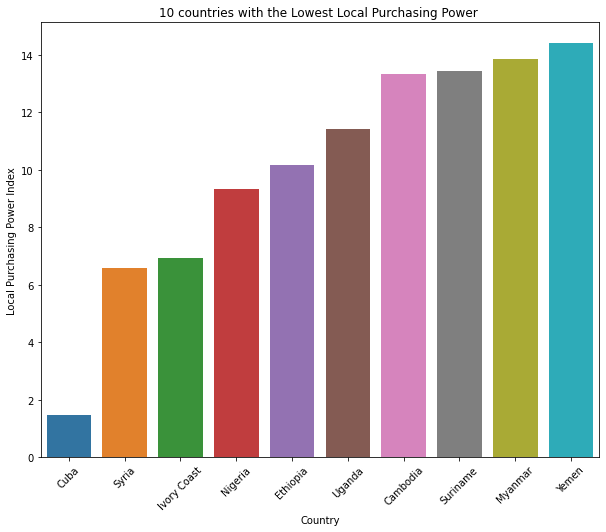 10 countries with the Lowest Local Purchasing Power
Local Purchasing Power Index
14
12
10
8
6
4
2
0
Cuba
Syria
Ivory Coast
Nigeria
Ethiopia
Uganda
Cambodia
Suriname
Myanmar
Yemen
Country